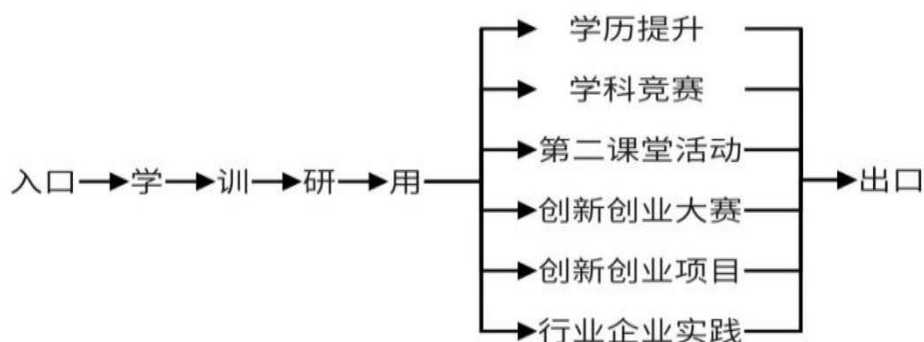 学历提升
学科竞赛
第二课堂活动
入口 学 训 研 用 出口
创新创业大赛
创新创业项目
行业企业实践